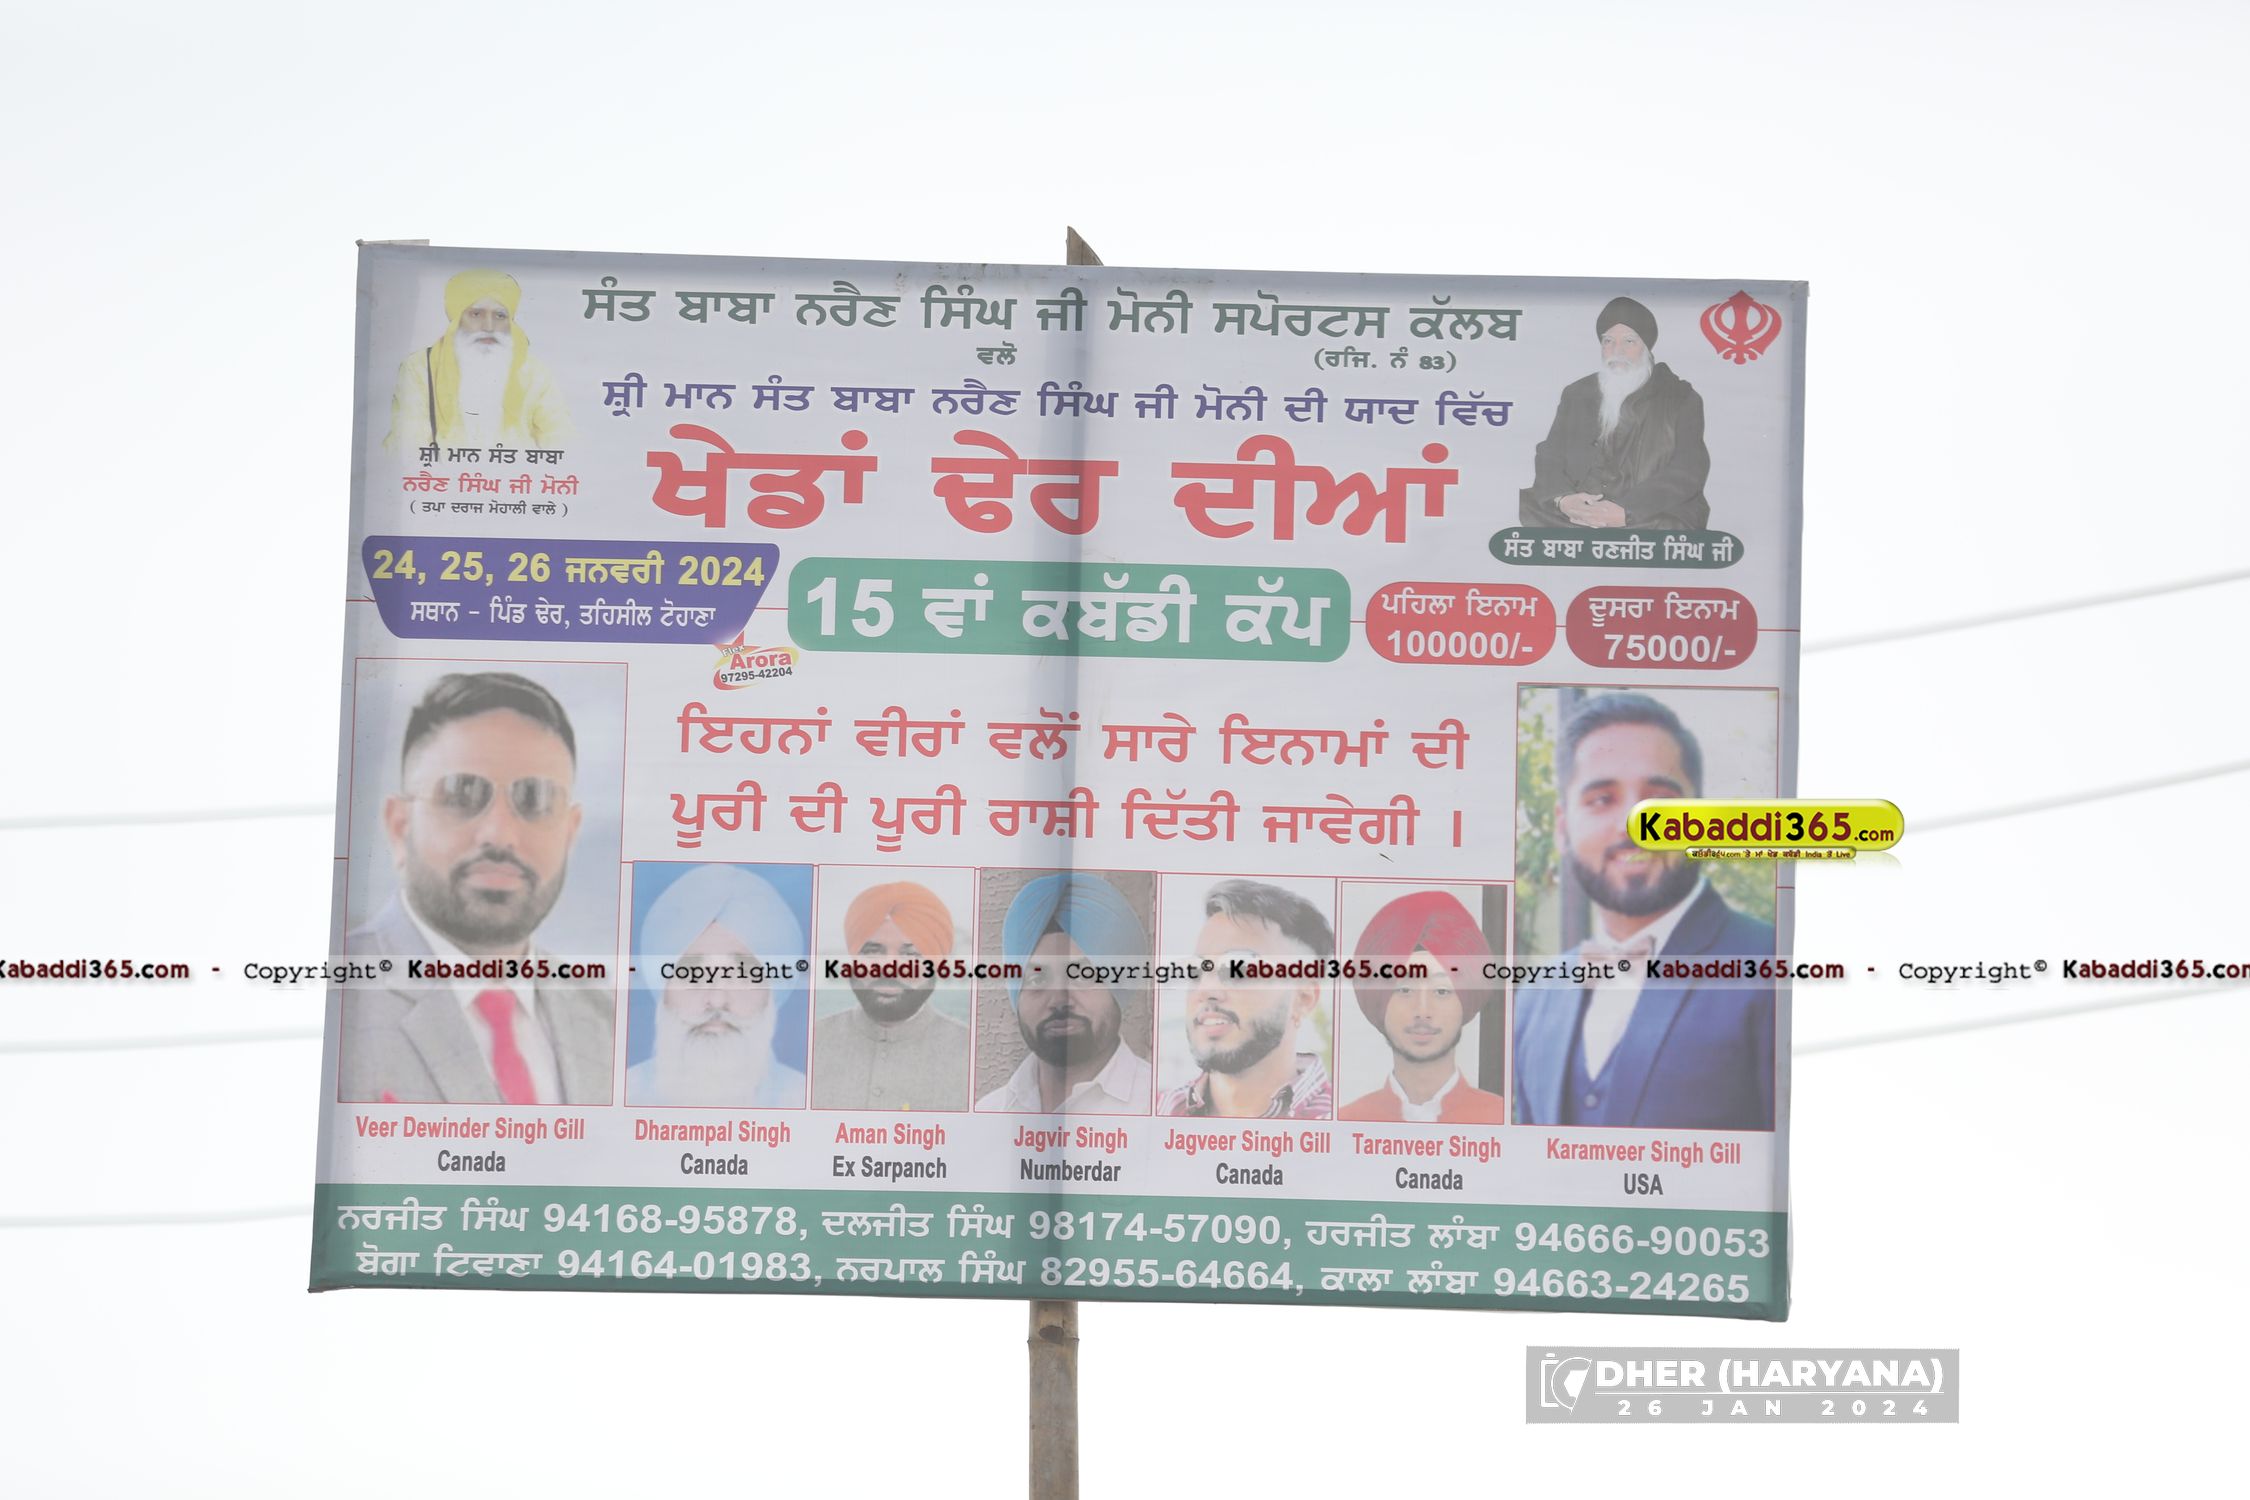 ਸੰਤ ਬਾਬਾ ਨਰੈਣ ਸਿੰਘ ਜੀ ਮੋਨੀ ਸਪੋਰਟਸ ਕੱਲਬ
ਵਲੋ
(ਰਜਿ. ਨੰ 83)
ਸ਼੍ਰੀ ਮਾਨ ਸੰਤ ਬਾਬਾ ਨਰੈਣ ਸਿੰਘ ਜੀ ਮੋਨੀ ਦੀ ਯਾਦ ਵਿੱਚ
ਖੇਡਾਂ ਢੇਰ ਦੀਆਂ
ਸ਼੍ਰੀ ਮਾਨ ਸੰਤ ਬਾਬਾ
ਨਰੈਣ ਸਿੰਘ ਜੀ ਮੋਨੀ
( ਤਪਾ ਦਰਾਜ ਮੋਹਾਲੀ ਵਾਲੇ )
ਸੰਤ ਬਾਬਾ ਰਣਜੀਤ ਸਿੰਘ ਜੀ
24, 25, 26 ਜਨਵਰੀ 2024
ਸਥਾਨ - ਪਿੰਡ ਢੇਰ, ਤਹਿਸੀਲ ਟੋਹਾਣਾ
15 ਵਾਂ ਕਬੱਡੀ ਕੱਪ
ਪਹਿਲਾ ਇਨਾਮ
100000/-
ਦੂਸਰਾ ਇਨਾਮ
75000/-
Flex
Arora
97295-42204
ਇਹਨਾਂ ਵੀਰਾਂ ਵਲੋਂ ਸਾਰੇ ਇਨਾਮਾਂ ਦੀ
ਪੂਰੀ ਦੀ ਪੂਰੀ ਰਾਸ਼ੀ ਦਿੱਤੀ ਜਾਵੇਗੀ ।
Kabaddi365.com
Kabaddi365.com - Copyright© Kabaddi365.com - Copyright© Kabaddi365.com - Copyright© Kabaddi365.com - Copyright© Kabaddi365.com - Copyright© Kabaddi365.com
Veer Dewinder Singh Gill
Canada
Dharampal Singh
Canada
Aman Singh
Ex Sarpanch
Jagvir Singh
Numberdar
Jagveer Singh Gill
Canada
Taranveer Singh
Canada
Karamveer Singh Gill
USA
ਨਰਜੀਤ ਸਿੰਘ 94168-95878, ਦਲਜੀਤ ਸਿੰਘ 98174-57090, ਹਰਜੀਤ ਲਾਂਬਾ 94666-90053
ਬੋਗਾ ਟਿਵਾਣਾ 94164-01983, ਨਰਪਾਲ ਸਿੰਘ 82955-64664, ਕਾਲਾ ਲਾਂਬਾ 94663-24265
DHER (HARYANA)
26 JAN 2024